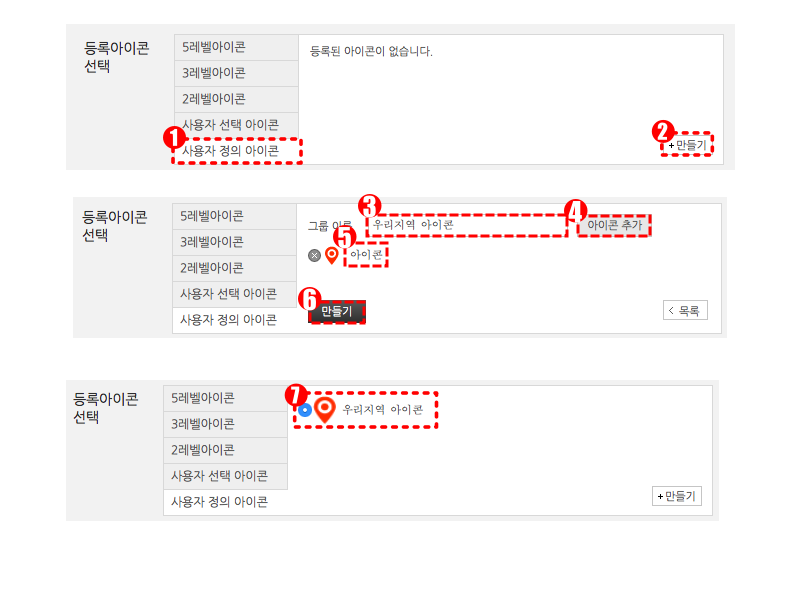 등록아이콘
선택
5레벨아이콘
3레벨아이콘
2레벨아이콘
사용자 선택 아이콘
사용자 정의 아이콘
등록된 아이콘이 없습니다.
1
2
+만들기
등록아이콘
선택
5레벨아이콘
3레벨아이콘
2레벨아이콘
사용자 선택 아이콘
사용자 정의 아이콘
3
4
그룹 이름
우리지역 아이콘
아이콘 추가
5
아이콘
6
만들기
< 목록
등록아이콘
선택
5레벨아이콘
3레벨아이콘
2레벨아이콘
사용자 선택 아이콘
사용자 정의 아이콘
7
우리지역 아이콘
+만들기